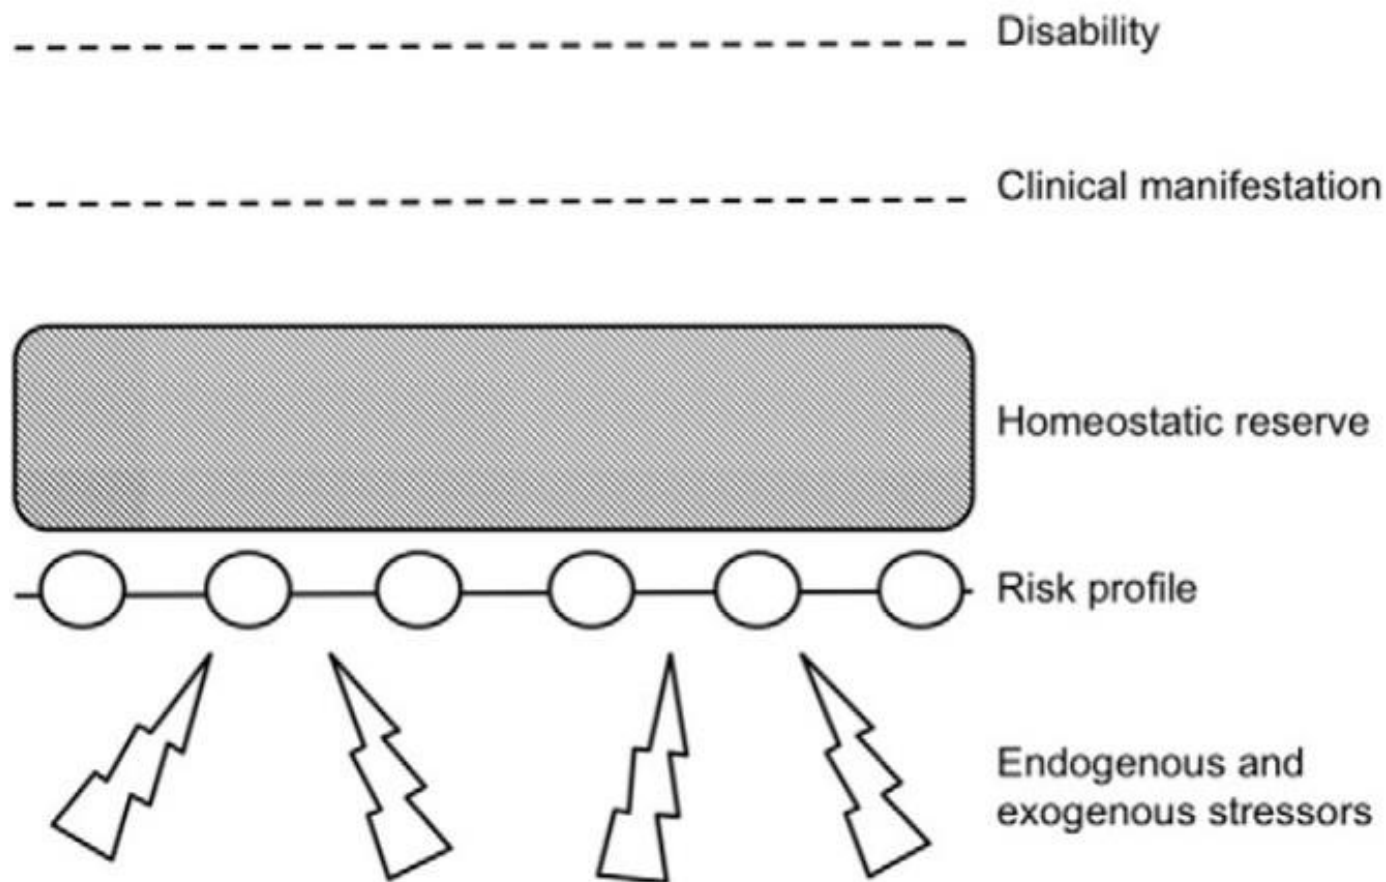 Disability
Clinical manifestation
Homeostatic reserve
Risk profile
Endogenous and
exogenous stressors